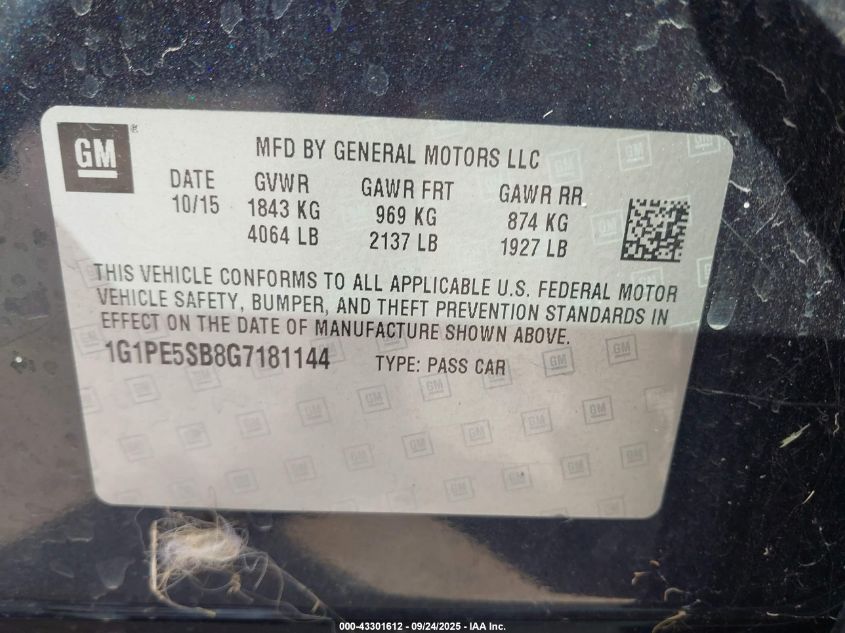 GM
MFD BY GENERAL MOTORS LLC
DATE GVWR GAWR FRT GAWR RR
10/15 1843 KG 969 KG 874 KG
4064 LB 2137 LB 1927 LB
THIS VEHICLE CONFORMS TO ALL APPLICABLE U.S. FEDERAL MOTOR
VEHICLE SAFETY, BUMPER, AND THEFT PREVENTION STANDARDS IN
EFFECT ON THE DATE OF MANUFACTURE SHOWN ABOVE.
1G1PE5SB8G7181144 TYPE: PASS CAR
000-43301612 - 09/24/2025 - IAA Inc.